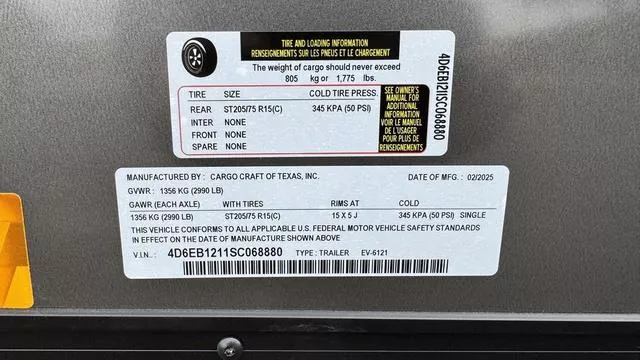 TIRE AND LOADING INFORMATION
RENSEIGNEMENTS SUR LES PNEUS ET LE CHARGEMENT
The weight of cargo should never exceed
805 kg or 1,775 lbs.
TIRE SIZE COLD TIRE PRESS.
REAR ST205/75 R15(C) 345 KPA (50 PSI)
INTER NONE
FRONT NONE
SPARE NONE
SEE OWNER'S
MANUAL FOR
ADDITIONAL
INFORMATION
VOIR LE MANUEL
DE L'USAGER
POUR PLUS DE
RENSEIGNEMENTS
4D6EB1211SC068880
MANUFACTURED BY: CARGO CRAFT OF TEXAS, INC. DATE OF MFG.: 02/2025
GVWR: 1356 KG (2990 LB)
GAWR (EACH AXLE) WITH TIRES RIMS AT COLD
1356 KG (2990 LB) ST205/75 R15(C) 15 X 5 J 345 KPA (50 PSI) SINGLE
THIS VEHICLE CONFORMS TO ALL APPLICABLE U.S. FEDERAL MOTOR VEHICLE SAFETY STANDARDS
IN EFFECT ON THE DATE OF MANUFACTURE SHOWN ABOVE
V.I.N.: 4D6EB1211SC068880 TYPE: TRAILER EV-6121